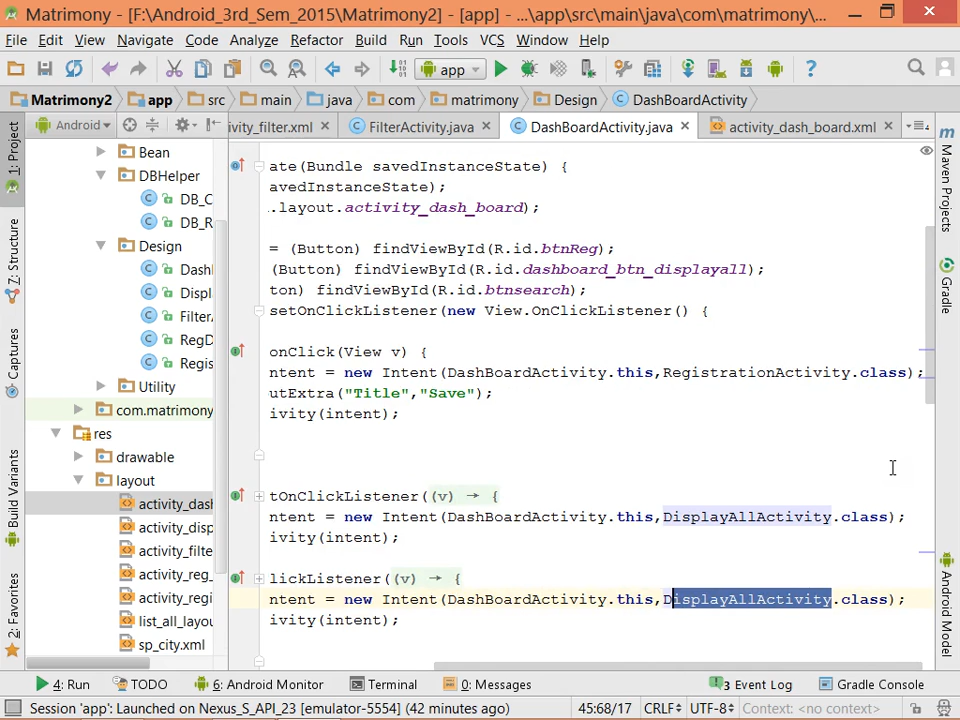 Matrimony - [F:\Android_3rd_Sem_2015\Matrimony2] - [app] - ...\app\src\main\java\com\matrimony\...
File Edit View Navigate Code Analyze Refactor Build Run Tools VCS Window Help
app
Matrimony2 app src main java com matrimony Design DashBoardActivity
Android ivity_filter.xml FilterActivity.java DashBoardActivity.java activity_dash_board.xml
1: Project
Z: Structure
Captures
Build Variants
2: Favorites
Bean
DBHelper
DB_C
DB_R
Design
Dash
Displ
Filter
RegD
Regis
Utility
com.matrimony
res
drawable
layout
activity_dash
activity_disp
activity_filte
activity_reg_
activity_regi
list_all_layou
sp_city.xml
ate(Bundle savedInstanceState) {
avedInstanceState);
.layout.activity_dash_board);
= (Button) findViewById(R.id.btnReg);
(Button) findViewById(R.id.dashboard_btn_displayall);
ton) findViewById(R.id.btnsearch);
setOnClickListener(new View.OnClickListener() {
onClick(View v) {
ntent = new Intent(DashBoardActivity.this,RegistrationActivity.class);
utExtra("Title","Save");
ivity(intent);
tOnClickListener((v) → {
ntent = new Intent(DashBoardActivity.this,DisplayAllActivity.class);
ivity(intent);
lickListener((v) → {
ntent = new Intent(DashBoardActivity.this,DisplayAllActivity.class);
ivity(intent);
Maven Projects
Gradle
Android Model
4: Run TODO 6: Android Monitor Terminal 0: Messages 3 Event Log Gradle Console
Session 'app': Launched on Nexus_S_API_23 [emulator-5554] (42 minutes ago) 45:68/17 CRLF UTF-8 Context: <no context>